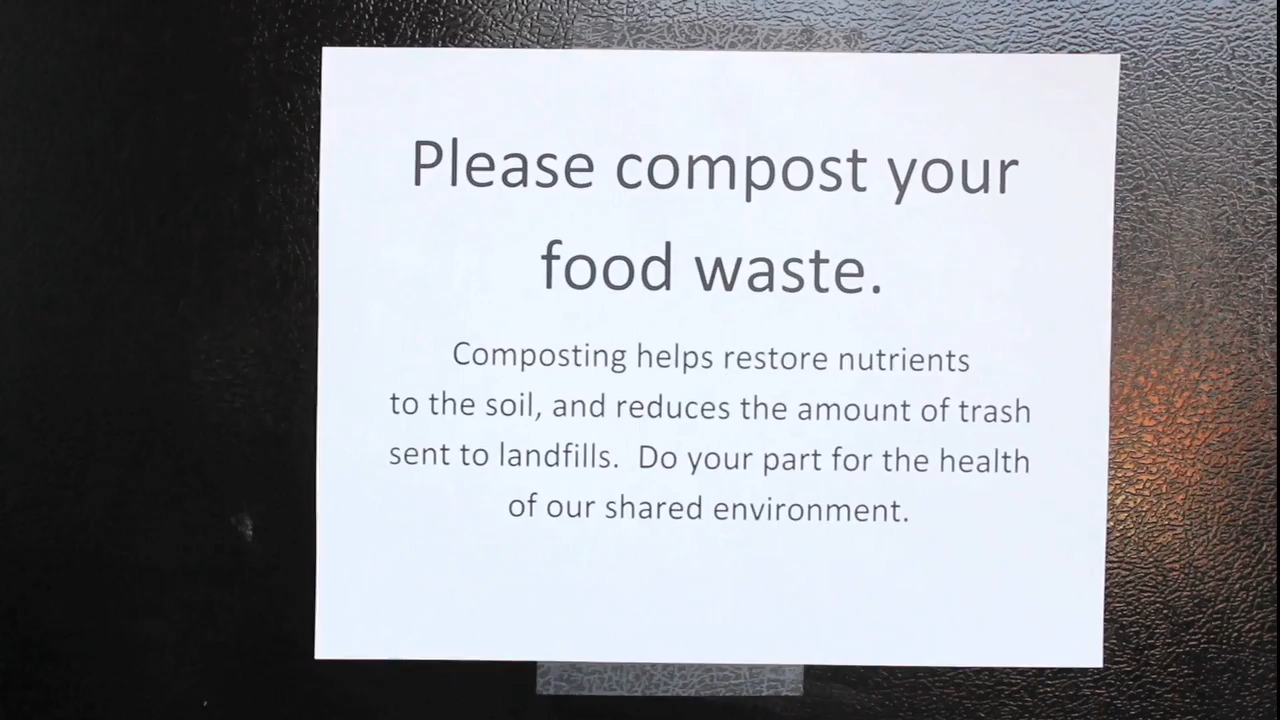 Please compost your
food waste.
Composting helps restore nutrients
to the soil, and reduces the amount of trash
sent to landfills.  Do your part for the health
of our shared environment.